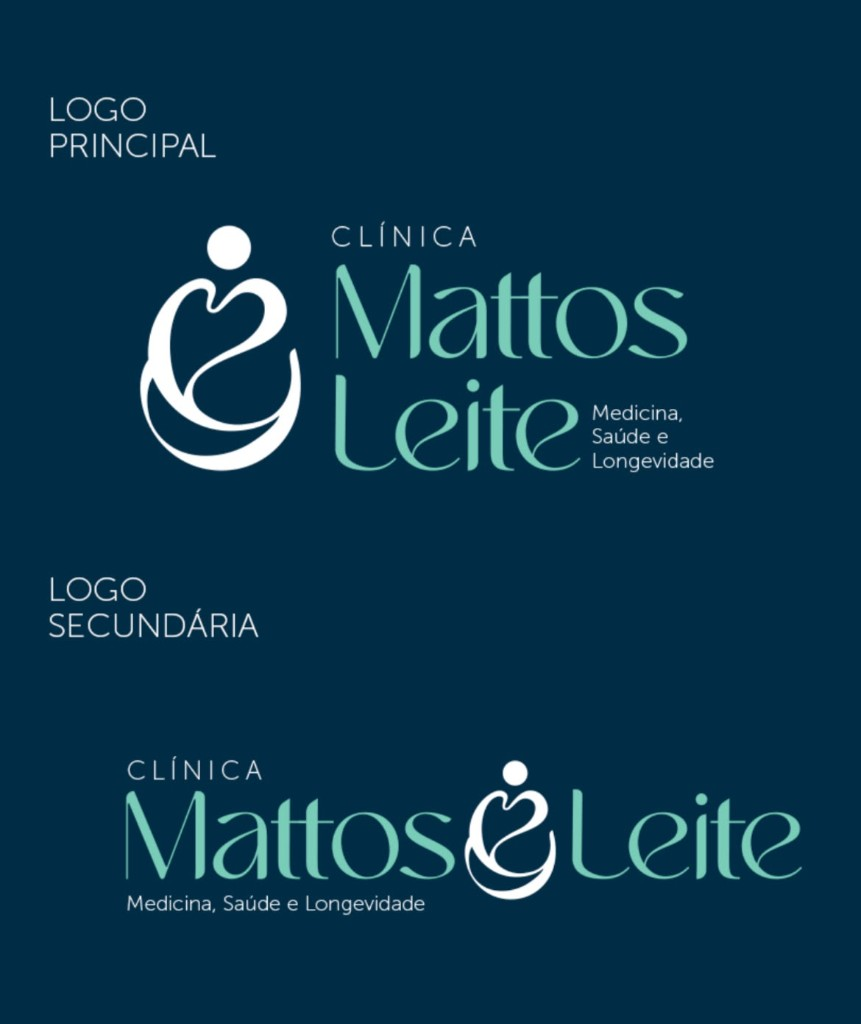 LOGO
PRINCIPAL
CLÍNICA
Mattos
Leite
Medicina,
Saúde e
Longevidade
LOGO
SECUNDÁRIA
CLÍNICA
Mattos Leite
Medicina, Saúde e Longevidade